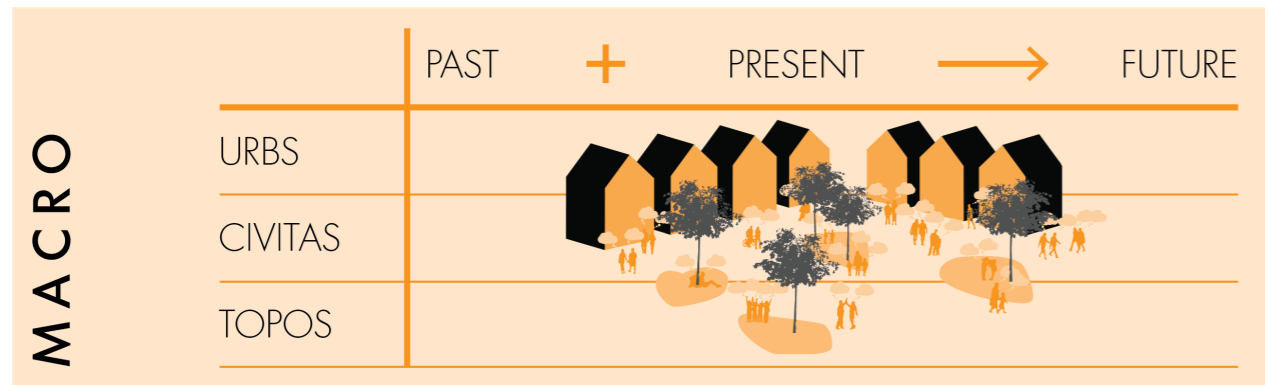 MACRO
PAST + PRESENT → FUTURE
URBS
CIVITAS
TOPOS